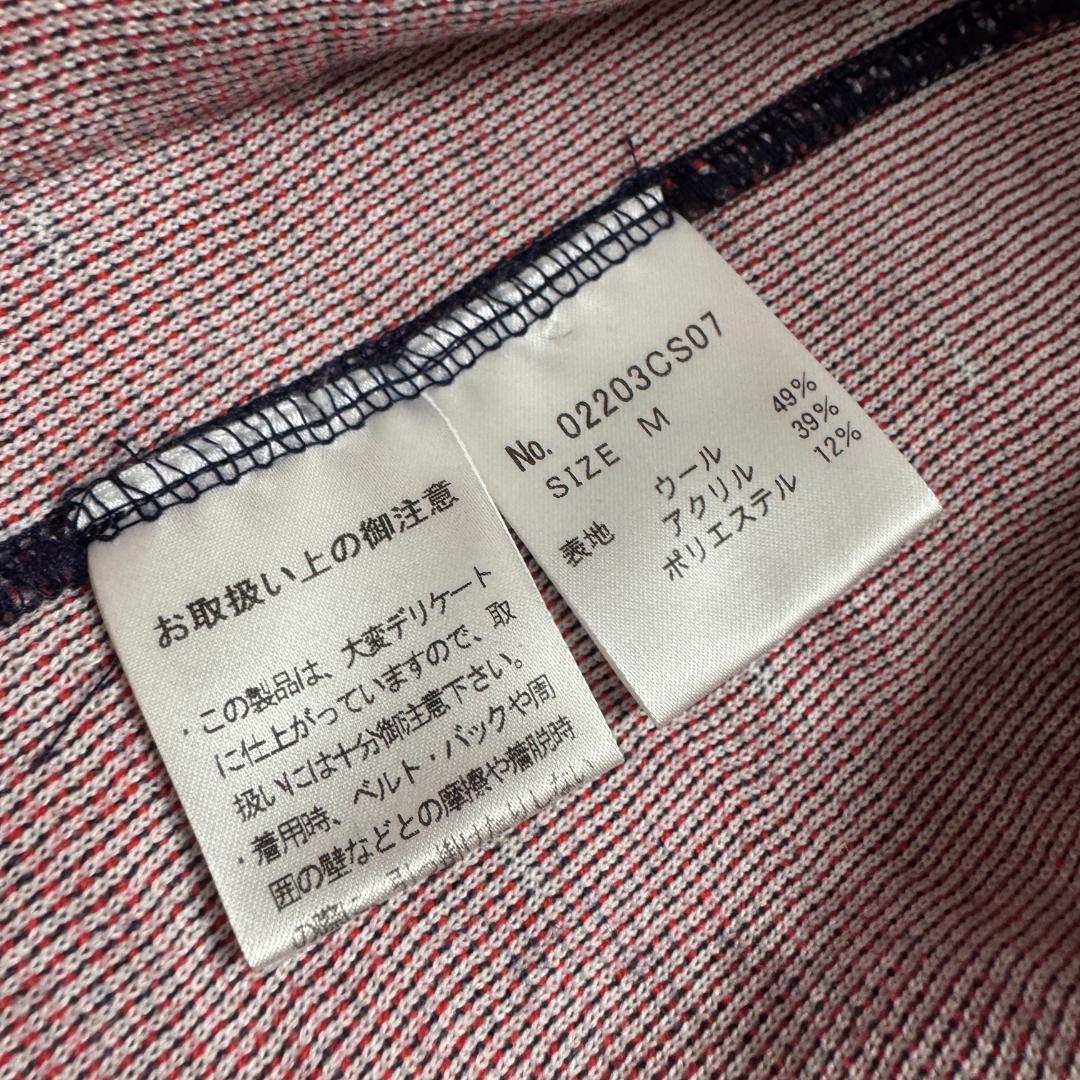 お取扱い上の御注意
・この製品は、大変デリケート
に仕上がっていますので、取
扱いには十分御注意下さい。
・着用時、ベルト・バックや周
囲の壁などとの摩擦や着脱時
No. 02203CS07
SIZE M
表地 ウール 49%
アクリル 39%
ポリエステル 12%